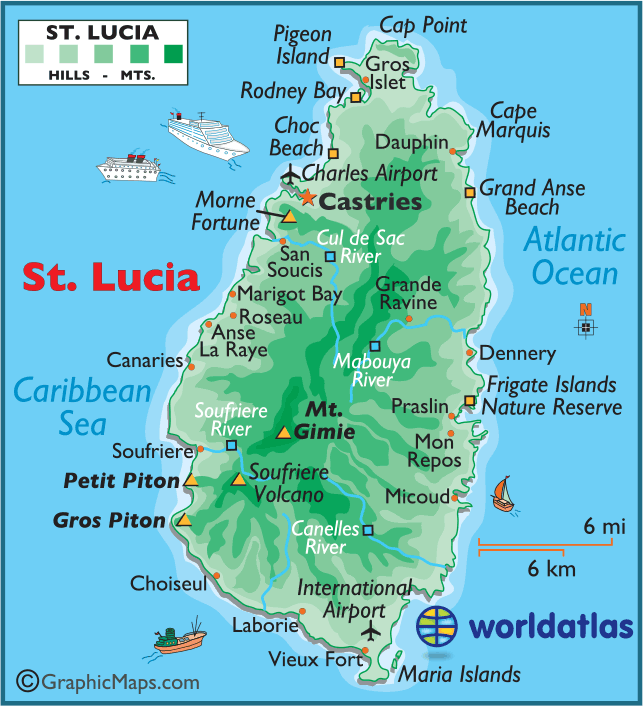 ST. LUCIA
HILLS - MTS.
Cap Point
Pigeon
Island
Gros
Islet
Rodney Bay
Cape
Marquis
Choc
Beach
Dauphin
Charles Airport
Grand Anse
Beach
Castries
Morne
Fortune
Cul de Sac
River
Atlantic
Ocean
San
Soucis
St. Lucia
Marigot Bay
Grande
Ravine
N
Roseau
Anse
La Raye
Canaries
Mabouya
River
Dennery
Caribbean
Sea
Frigate Islands
Nature Reserve
Soufriere
River
Mt.
Gimie
Praslin
Mon
Repos
Soufriere
Petit Piton
Soufriere
Volcano
Micoud
Gros Piton
Canelles
River
6 mi
6 km
Choiseul
International
Airport
Laborie
worldatlas
Vieux Fort
Maria Islands
©GraphicMaps.com